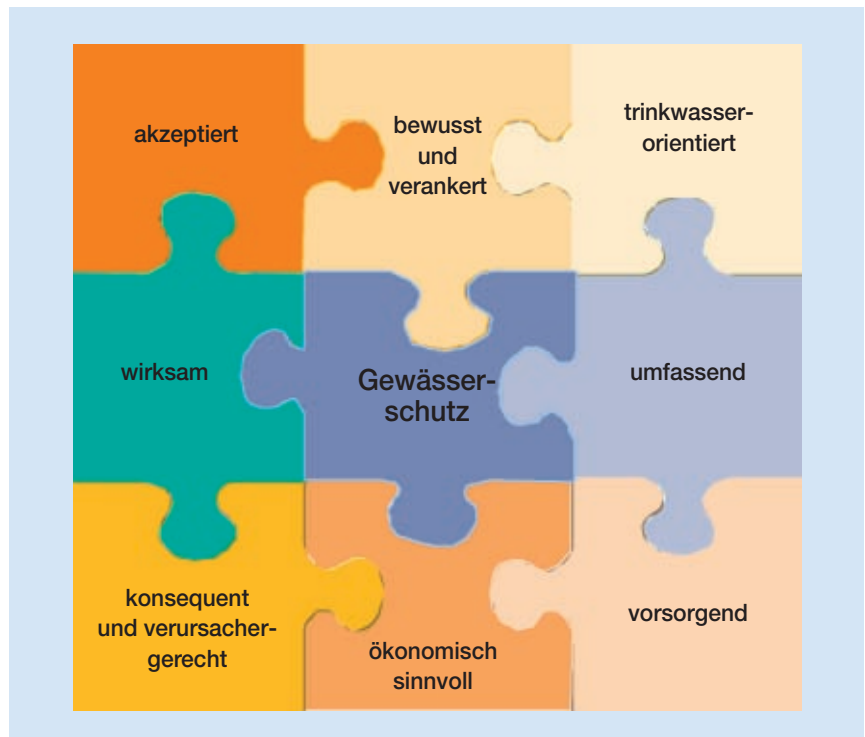 akzeptiert
bewusst
und
verankert
trinkwasser-
orientiert
wirksam
Gewässer-
schutz
umfassend
konsequent
und verursacher-
gerecht
ökonomisch
sinnvoll
vorsorgend